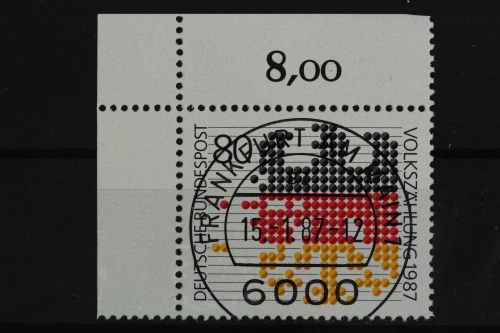 8,00
DEUTSCHE BUNDESPOST
80
VOLKSZÄHLUNG 1987
FRANKFURT AM MAIN 1
15.-1.87-12
6000